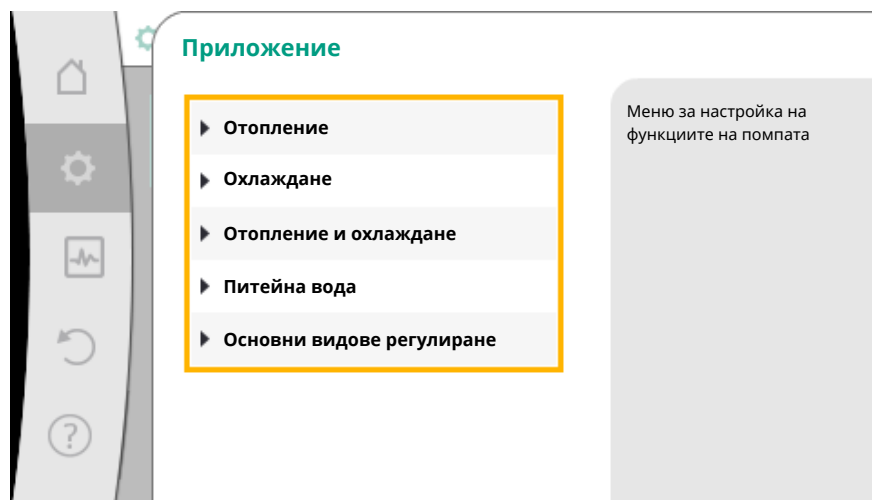 Приложение
Отопление
Охлаждане
Отопление и охлаждане
Питейна вода
Основни видове регулиране
Меню за настройка на
функциите на помпата
?